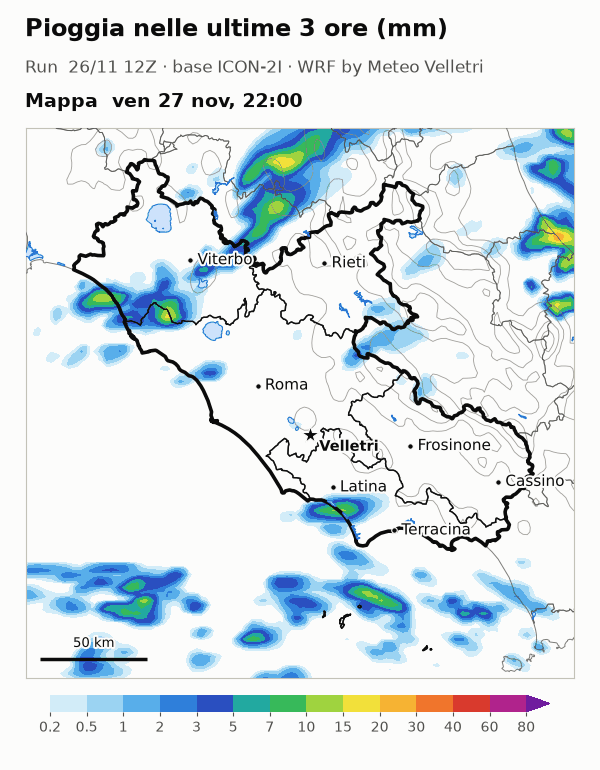 Pioggia nelle ultime 3 ore (mm)
Run 26/11 12Z · base ICON-2I · WRF by Meteo Velletri
Mappa ven 27 nov, 22:00
Viterbo
Rieti
Roma
Velletri
Frosinone
Latina
Cassino
Terracina
50 km
0.2 0.5 1 2 3 5 7 10 15 20 30 40 60 80